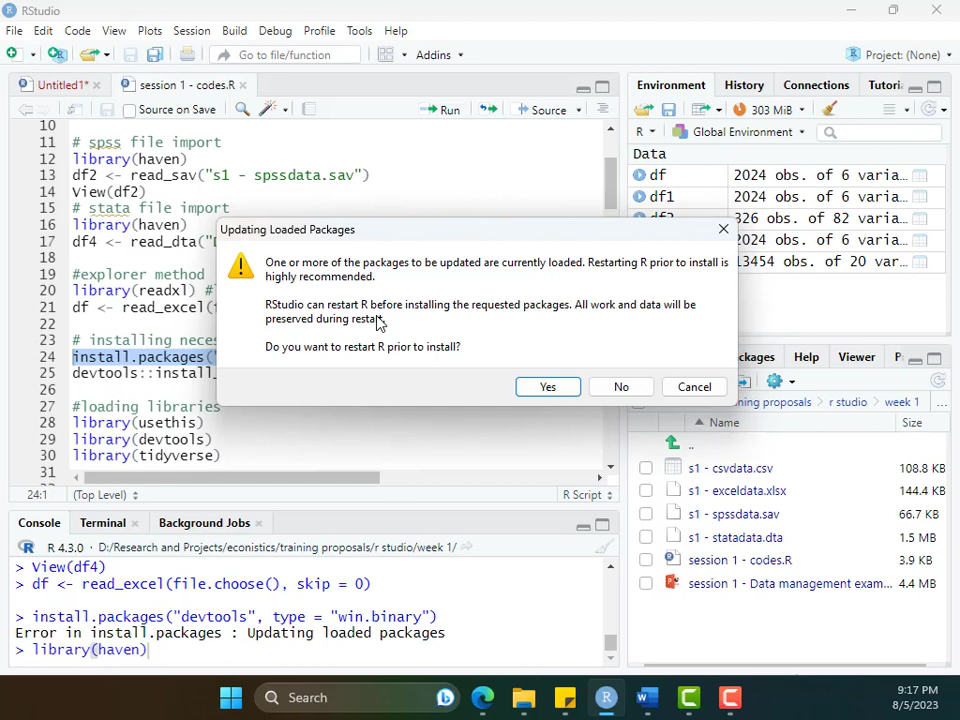 RStudio
File Edit Code View Plots Session Build Debug Profile Tools Help
Go to file/function Addins Project: (None)
Untitled1* session 1 - codes.R
Source on Save Run Source
10
11 # spss file import
12 library(haven)
13 df2 <- read_sav("s1 - spssdata.sav")
14 View(df2)
15 # stata file import
16 library(haven)
17 df4 <- read_dta("
18
19 #explorer method
20 library(readxl) #
21 df <- read_excel(
22
23 # installing neces
24 install.packages(
25 devtools::install_
26
27 #loading libraries
28 library(usethis)
29 library(devtools)
30 library(tidyverse)
31
24:1 (Top Level) R Script
Environment History Connections Tutori
303 MiB
R Global Environment
Data
df 2024 obs. of 6 varia...
df1 2024 obs. of 6 varia...
326 obs. of 82 varia...
13454 obs. of 20 var...
Updating Loaded Packages
One or more of the packages to be updated are currently loaded. Restarting R prior to install is
highly recommended.
RStudio can restart R before installing the requested packages. All work and data will be
preserved during restart.
Do you want to restart R prior to install?
Yes No Cancel
ckages Help Viewer
ning proposals r studio week 1 ...
Name Size
..
s1 - csvdata.csv 108.8 KB
s1 - exceldata.xlsx 144.4 KB
s1 - spssdata.sav 66.7 KB
s1 - statadata.dta 1.5 MB
session 1 - codes.R 3.9 KB
session 1 - Data management exam... 4.4 MB
Console Terminal Background Jobs
R 4.3.0 · D:/Research and Projects/econistics/training proposals/r studio/week 1/
> View(df4)
> df <- read_excel(file.choose(), skip = 0)
> install.packages("devtools", type = "win.binary")
Error in install.packages : Updating loaded packages
> library(haven)
Search
9:17 PM
8/5/2023